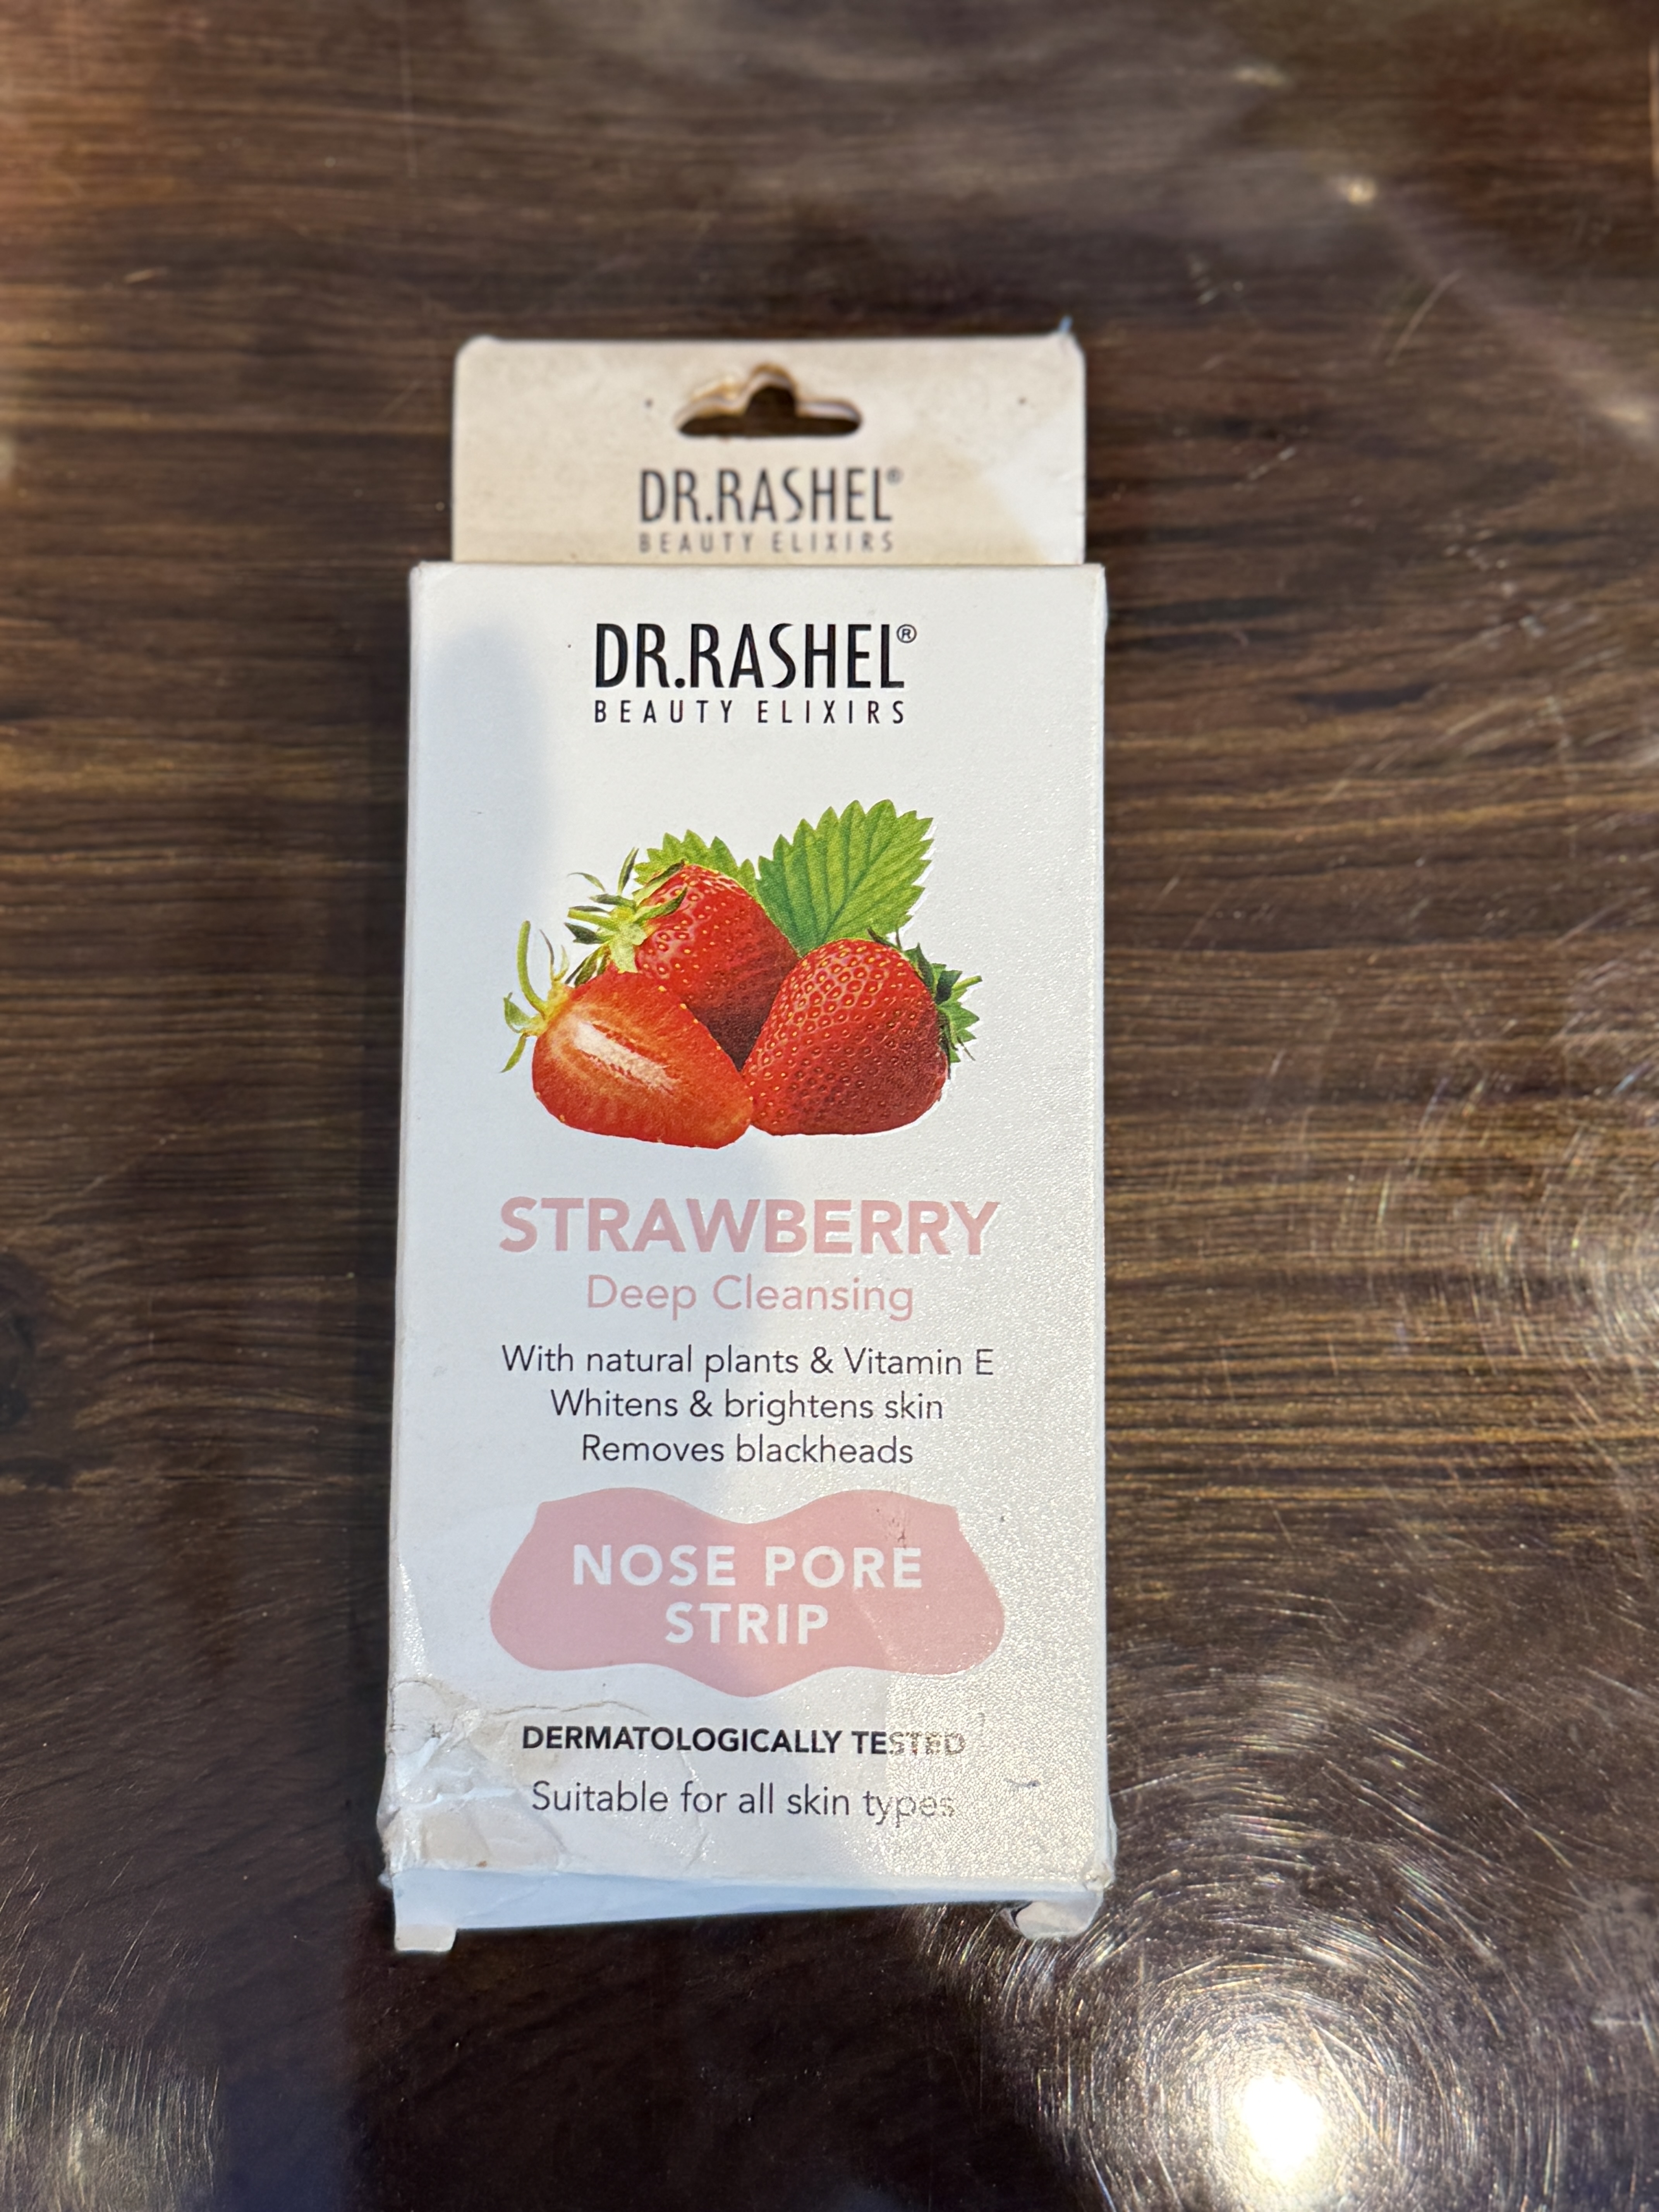 DR.RASHEL®
BEAUTY ELIXIRS
DR.RASHEL®
BEAUTY ELIXIRS
STRAWBERRY
Deep Cleansing
With natural plants & Vitamin E
Whitens & brightens skin
Removes blackheads
NOSE PORE
STRIP
DERMATOLOGICALLY TESTED
Suitable for all skin types